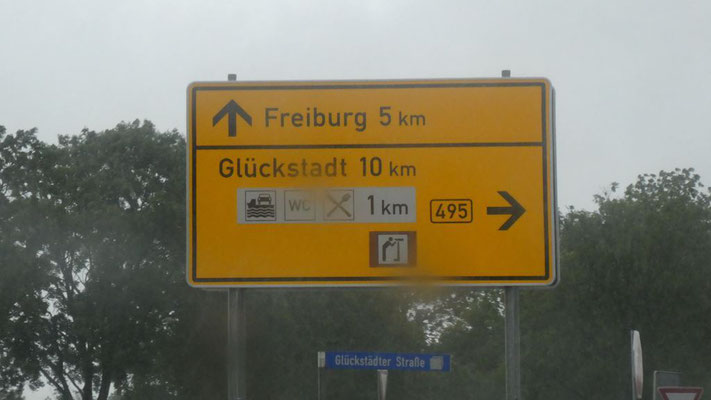 Freiburg 5 km
Glückstadt 10 km
WC 1 km 495
Glückstädter Straße